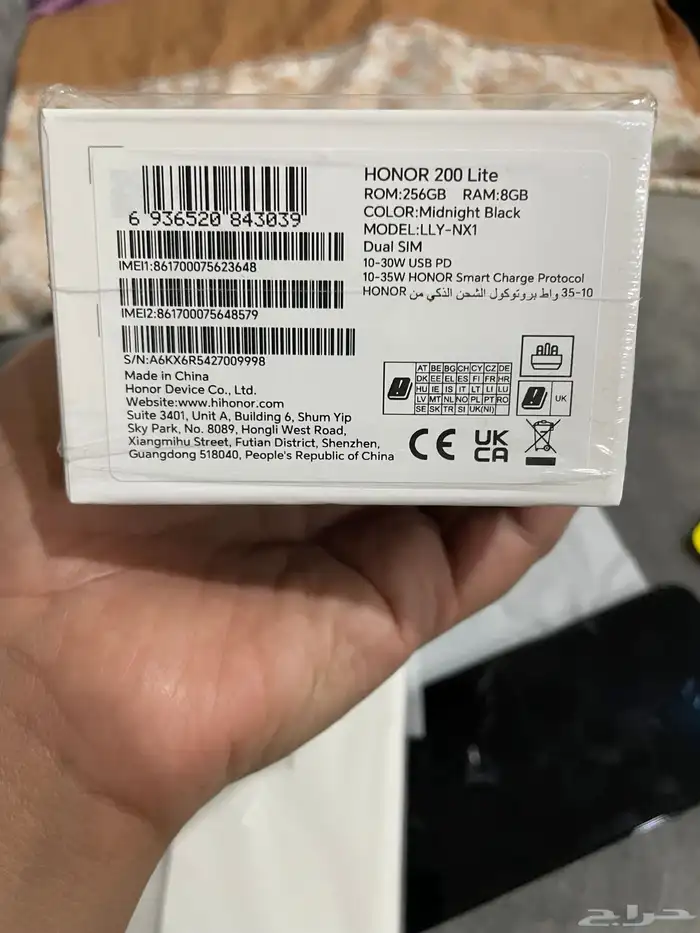 6 936520 843039
IMEI1:861700075623648
IMEI2:861700075648579
S/N:A6KX6R5427009998
Made in China
Honor Device Co., Ltd.
Website:www.hihonor.com
Suite 3401, Unit A, Building 6, Shum Yip
Sky Park, No. 8089, Hongli West Road,
Xiangmihu Street, Futian District, Shenzhen,
Guangdong 518040, People's Republic of China
HONOR 200 Lite
ROM:256GB RAM:8GB
COLOR:Midnight Black
MODEL:LLY-NX1
Dual SIM
10-30W USB PD
10-35W HONOR Smart Charge Protocol
35-10 واط بروتوكول الشحن الذكي من HONOR
AT BE BG CH CY CZ DE
DK EE EL ES FI FR HR
HU IE IS IT LT LI LU
LV MT NL NO PL PT RO
SE SK TR SI UK(NI)
UK
CE
UK
CA
حراج